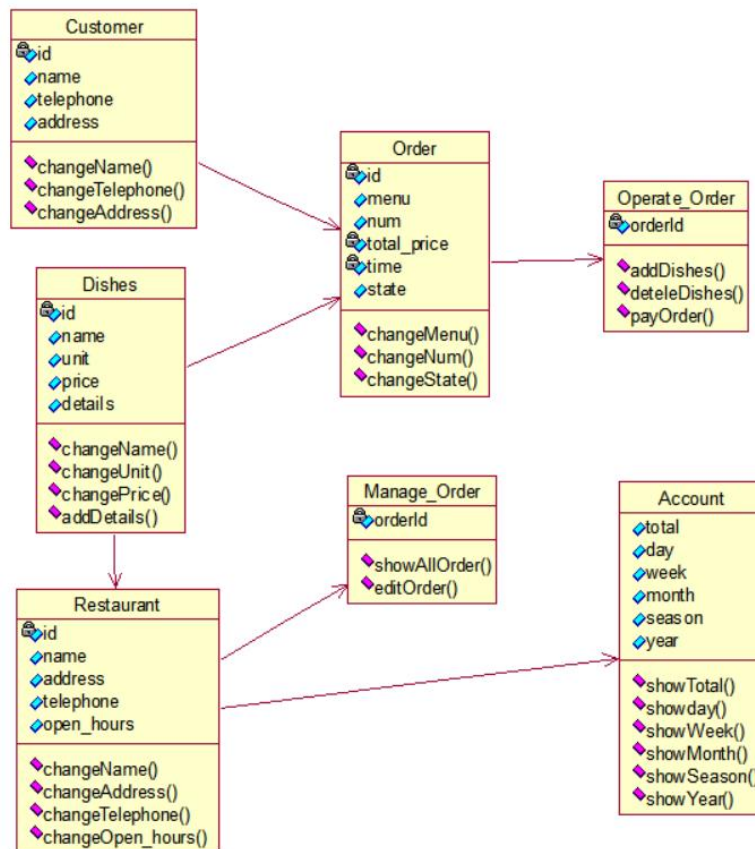 Customer
id
name
telephone
address
changeName()
changeTelephone()
changeAddress()
Order
id
menu
num
total_price
time
state
changeMenu()
changeNum()
changeState()
Operate_Order
orderId
addDishes()
deteleDishes()
payOrder()
Dishes
id
name
unit
price
details
changeName()
changeUnit()
changePrice()
addDetails()
Manage_Order
orderId
showAllOrder()
editOrder()
Account
total
day
week
month
season
year
showTotal()
showday()
showWeek()
showMonth()
showSeason()
showYear()
Restaurant
id
name
address
telephone
open_hours
changeName()
changeAddress()
changeTelephone()
changeOpen_hours()